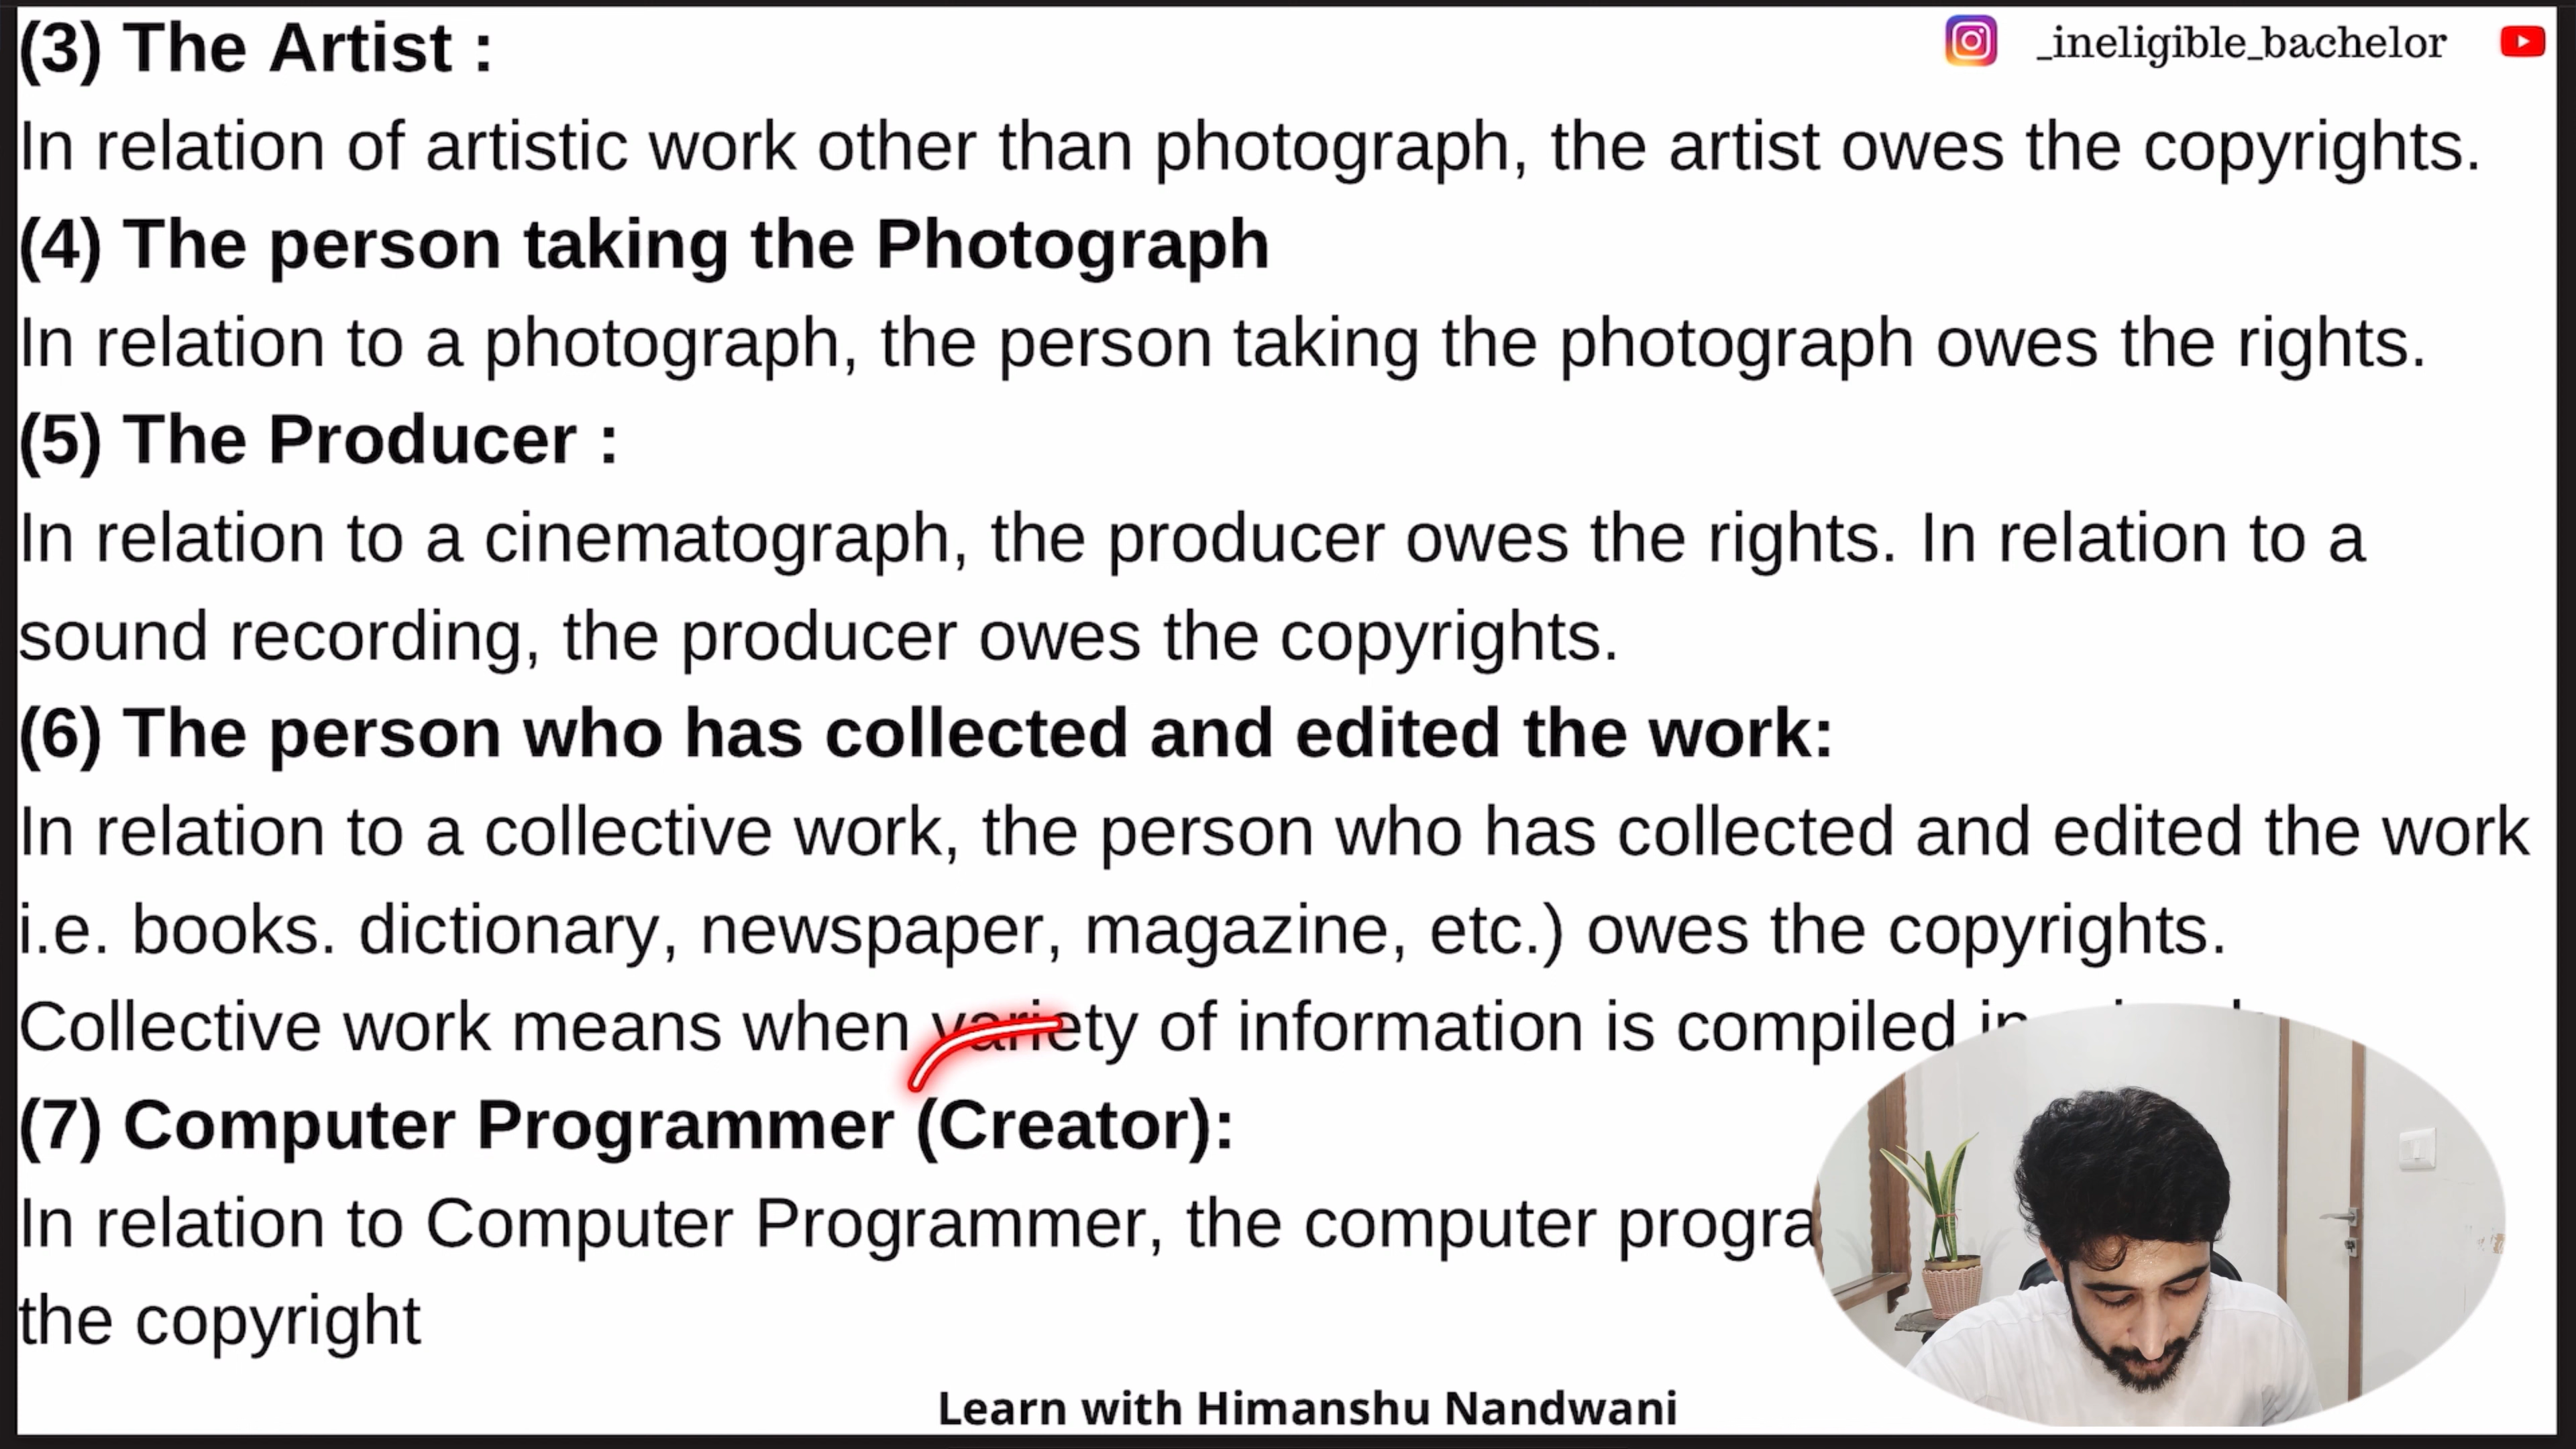 (3) The Artist :
_ineligible_bachelor
In relation of artistic work other than photograph, the artist owes the copyrights.
(4) The person taking the Photograph
In relation to a photograph, the person taking the photograph owes the rights.
(5) The Producer :
In relation to a cinematograph, the producer owes the rights. In relation to a
sound recording, the producer owes the copyrights.
(6) The person who has collected and edited the work:
In relation to a collective work, the person who has collected and edited the work
i.e. books. dictionary, newspaper, magazine, etc.) owes the copyrights.
Collective work means when variety of information is compiled in
(7) Computer Programmer (Creator):
In relation to Computer Programmer, the computer
the copyright
Learn with Himanshu Nandwani